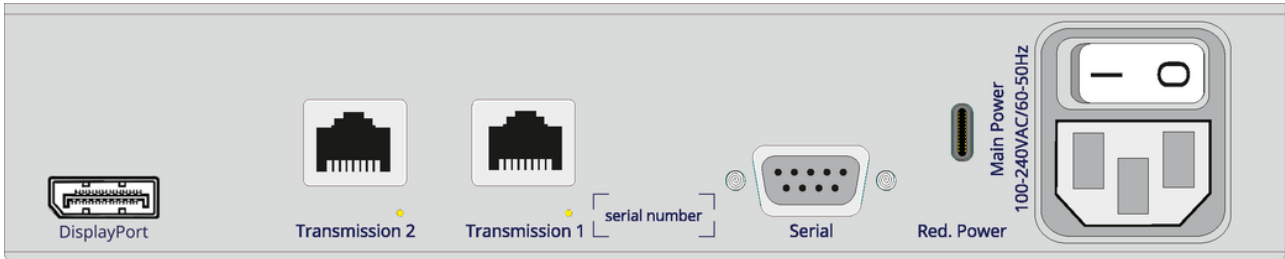 DisplayPort
Transmission 2
Transmission 1
serial number
Serial
Red. Power
Main Power
100-240VAC/60-50Hz